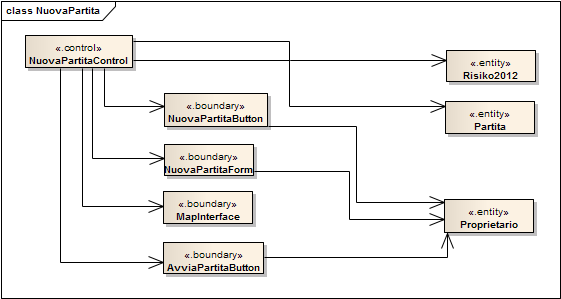 class NuovaPartita
«.control»
NuovaPartitaControl
«.entity»
Risiko2012
«.boundary»
NuovaPartitaButton
«.entity»
Partita
«.boundary»
NuovaPartitaForm
«.boundary»
MapInterface
«.entity»
Proprietario
«.boundary»
AvviaPartitaButton